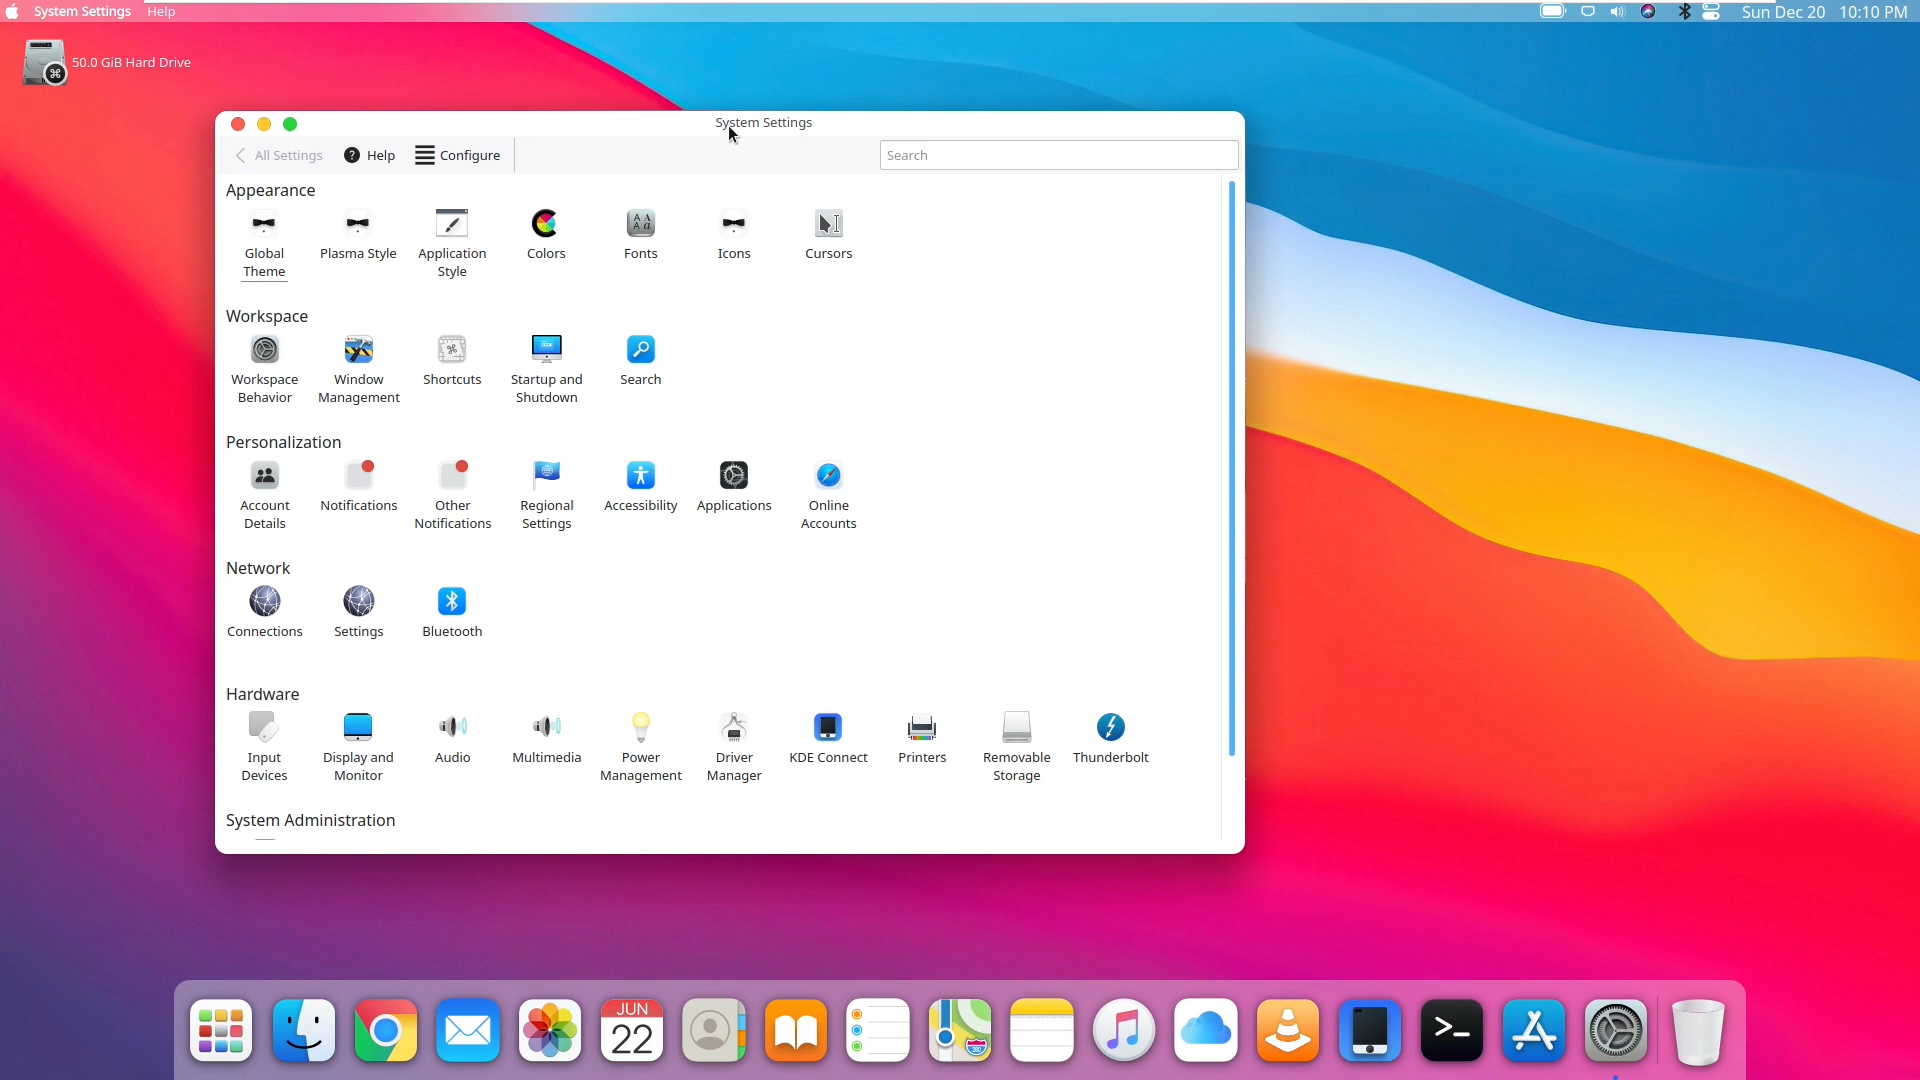 System Settings Help
Sun Dec 20 10:10 PM
50.0 GiB Hard Drive
System Settings
All Settings
Help
Configure
Search
Appearance
Global
Theme
Plasma Style
Application
Style
Colors
Fonts
Icons
Cursors
Workspace
Workspace
Behavior
Window
Management
Shortcuts
Startup and
Shutdown
Search
Personalization
Account
Details
Notifications
Other
Notifications
Regional
Settings
Accessibility
Applications
Online
Accounts
Network
Connections
Settings
Bluetooth
Hardware
Input
Devices
Display and
Monitor
Audio
Multimedia
Power
Management
Driver
Manager
KDE Connect
Printers
Removable
Storage
Thunderbolt
System Administration
JUN
22
280